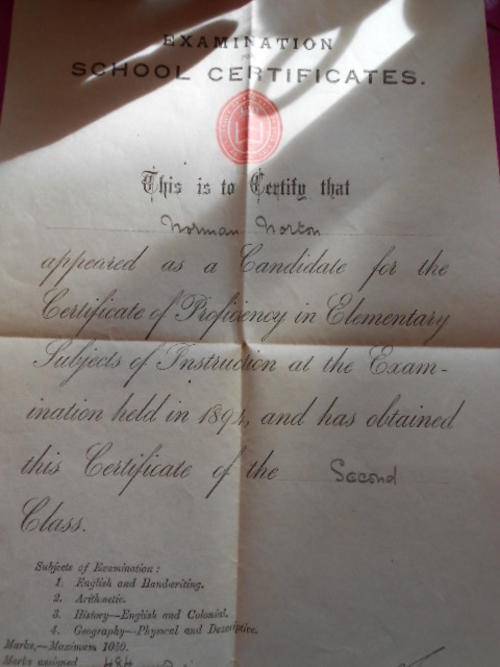 EXAMINATION
FOR
SCHOOL CERTIFICATES.
This is to Certify that
Norman Norton
appeared as a Candidate for the
Certificate of Proficiency in Elementary
Subjects of Instruction at the Exam-
ination held in 1894, and has obtained
this Certificate of the Second
Class.
Subjects of Examination:
1. English and Handwriting.
2. Arithmetic.
3. History—English and Colonial.
4. Geography—Physical and Descriptive.
Marks,—Maximum 1050.
Marks assigned 484